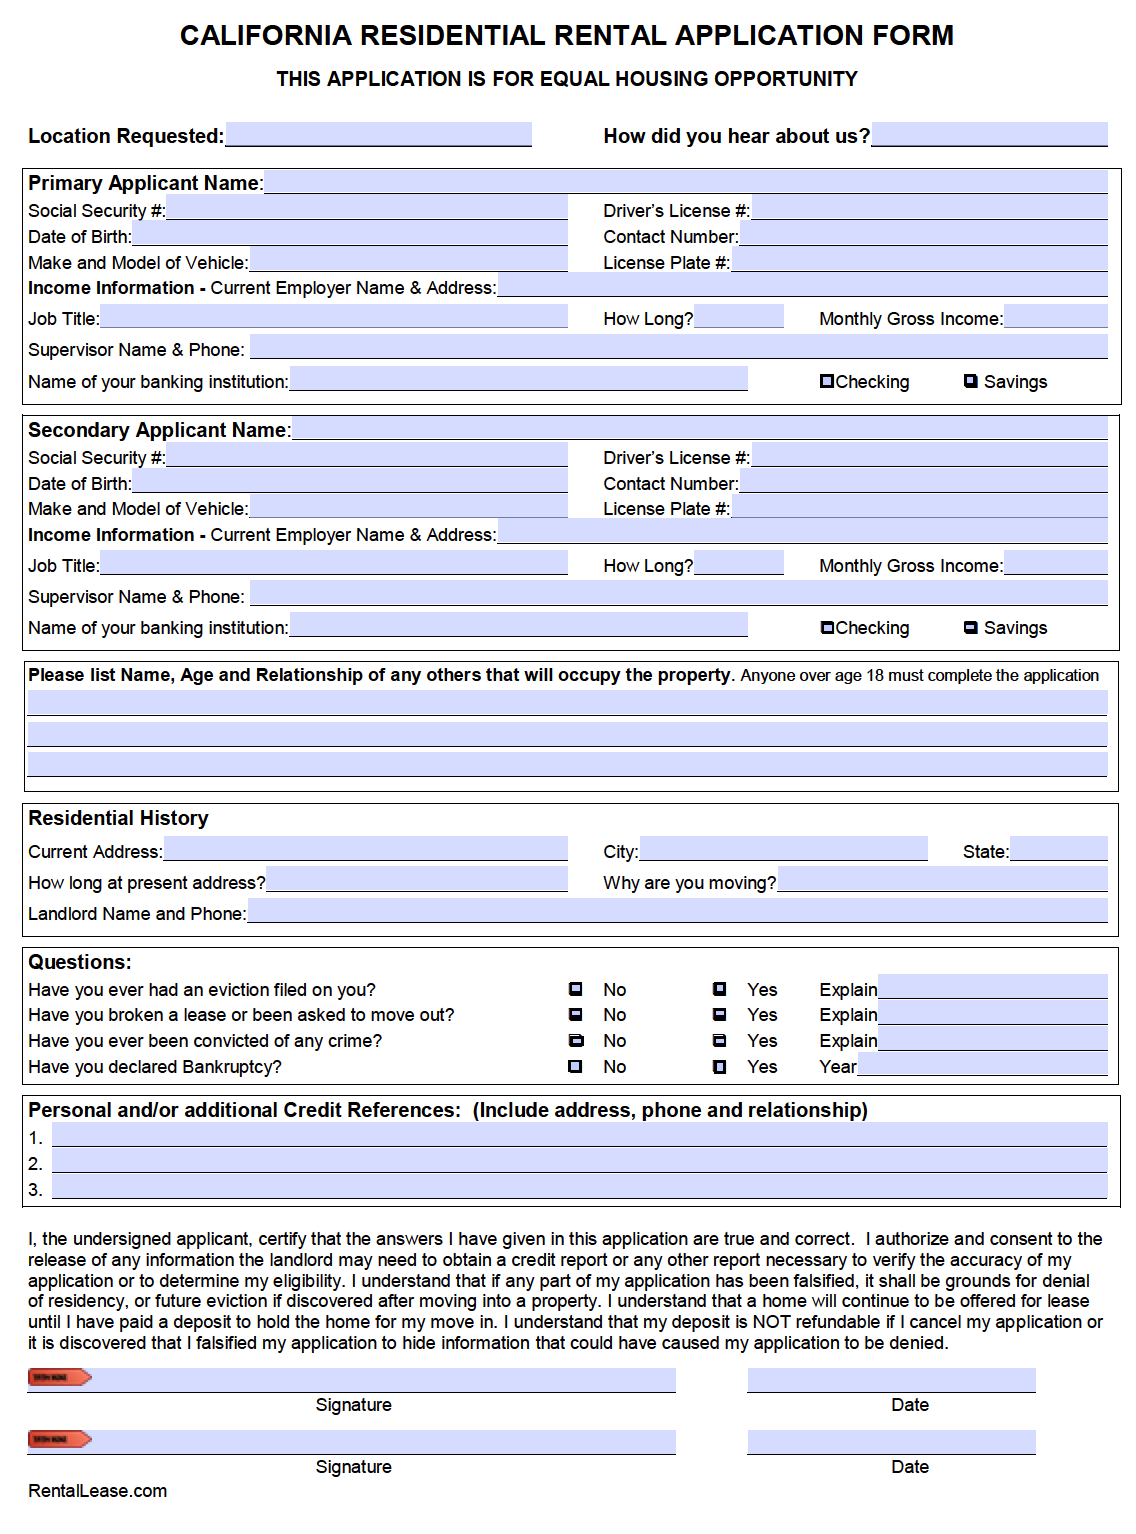 CALIFORNIA RESIDENTIAL RENTAL APPLICATION FORM
THIS APPLICATION IS FOR EQUAL HOUSING OPPORTUNITY
Location Requested: How did you hear about us?
Primary Applicant Name:
Social Security #: Driver's License #:
Date of Birth: Contact Number:
Make and Model of Vehicle: License Plate #:
Income Information - Current Employer Name & Address:
Job Title: How Long? Monthly Gross Income:
Supervisor Name & Phone:
Name of your banking institution: Checking Savings
Secondary Applicant Name:
Social Security #: Driver's License #:
Date of Birth: Contact Number:
Make and Model of Vehicle: License Plate #:
Income Information - Current Employer Name & Address:
Job Title: How Long? Monthly Gross Income:
Supervisor Name & Phone:
Name of your banking institution: Checking Savings
Please list Name, Age and Relationship of any others that will occupy the property. Anyone over age 18 must complete the application
Residential History
Current Address: City: State:
How long at present address? Why are you moving?
Landlord Name and Phone:
Questions:
Have you ever had an eviction filed on you? No Yes Explain
Have you broken a lease or been asked to move out? No Yes Explain
Have you ever been convicted of any crime? No Yes Explain
Have you declared Bankruptcy? No Yes Year
Personal and/or additional Credit References: (Include address, phone and relationship)
1.
2.
3.
I, the undersigned applicant, certify that the answers I have given in this application are true and correct. I authorize and consent to the
release of any information the landlord may need to obtain a credit report or any other report necessary to verify the accuracy of my
application or to determine my eligibility. I understand that if any part of my application has been falsified, it shall be grounds for denial
of residency, or future eviction if discovered after moving into a property. I understand that a home will continue to be offered for lease
until I have paid a deposit to hold the home for my move in. I understand that my deposit is NOT refundable if I cancel my application or
it is discovered that I falsified my application to hide information that could have caused my application to be denied.
Signature Date
Signature Date
RentalLease.com